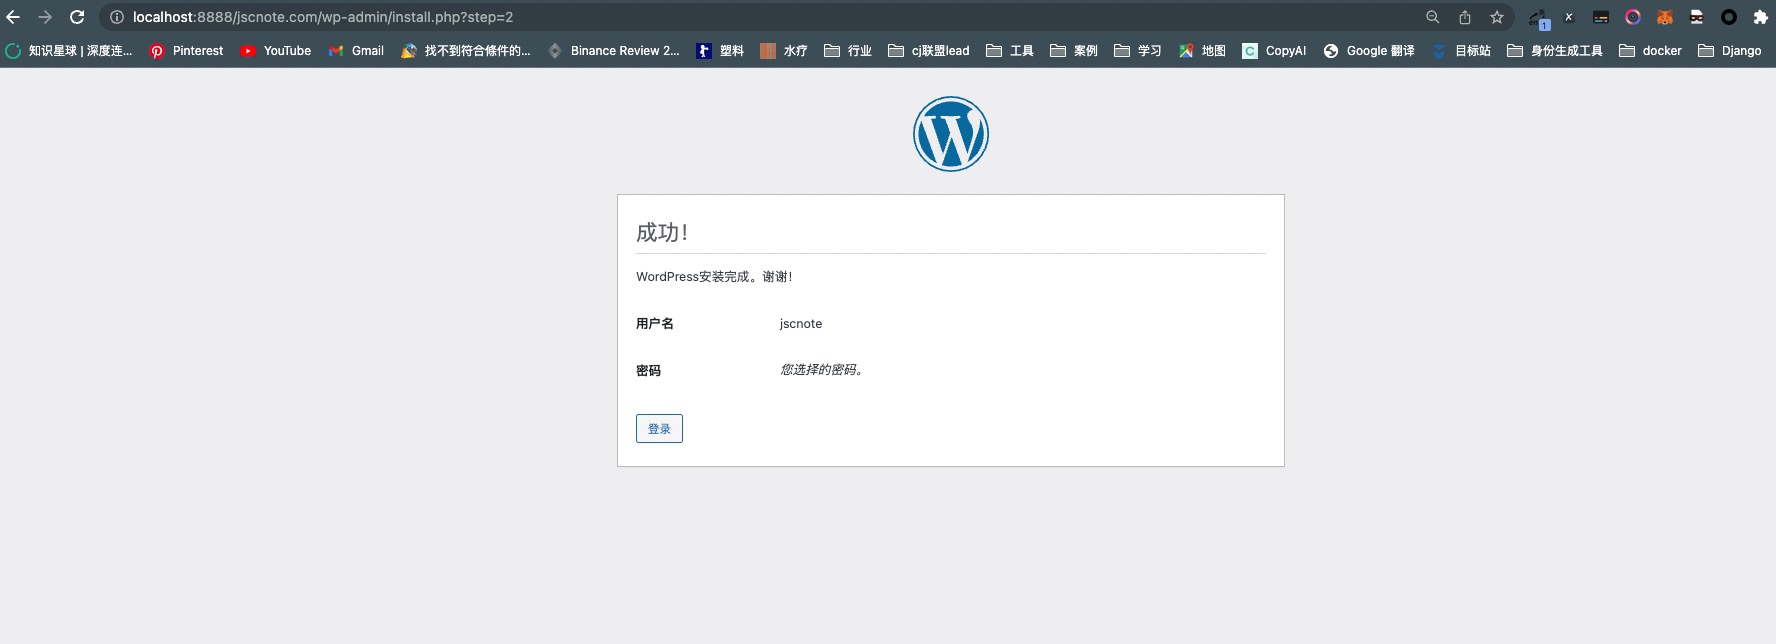 localhost:8888/jscnote.com/wp-admin/install.php?step=2
知识星球 | 深度连... Pinterest YouTube Gmail 找不到符合條件的... Binance Review 2... 塑料 水疗 行业 cj联盟lead 工具 案例 学习 地图 CopyAI Google 翻译 目标站 身份生成工具 docker Django
成功！
WordPress安装完成。谢谢！
用户名 jscnote
密码 您选择的密码。
登录